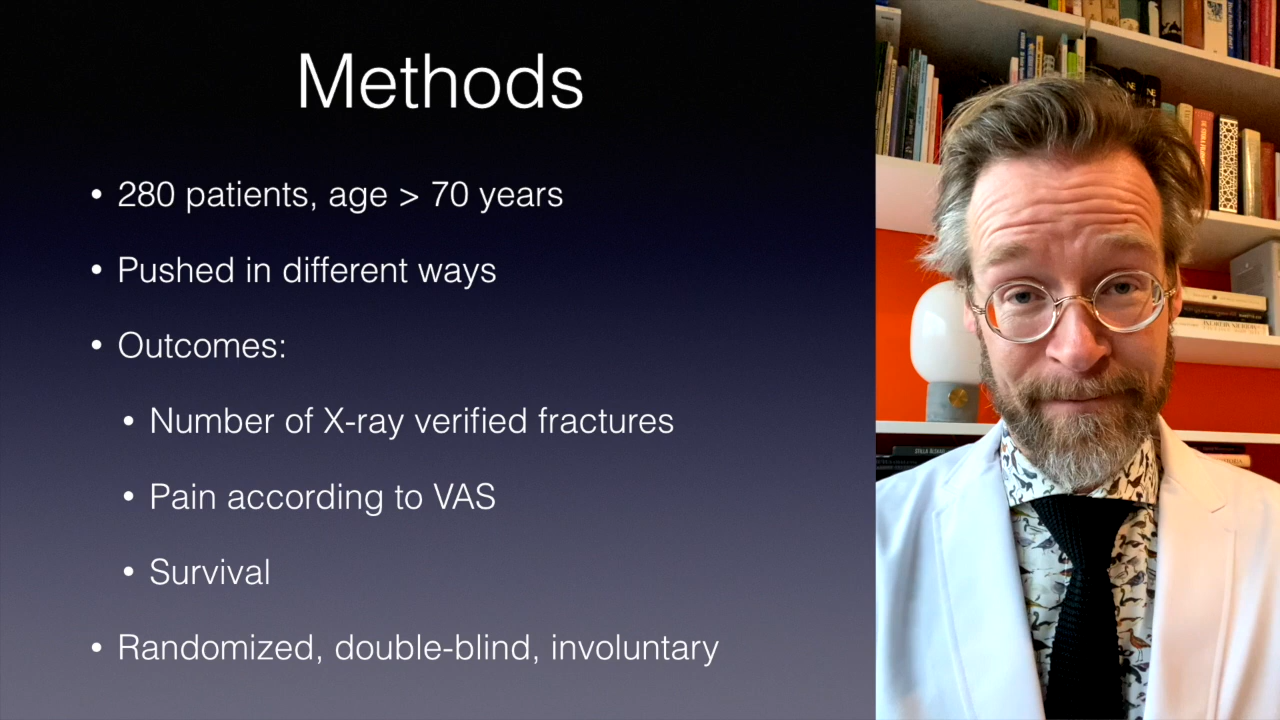 Methods
• 280 patients, age > 70 years
• Pushed in different ways
• Outcomes:
• Number of X-ray verified fractures
• Pain according to VAS
• Survival
• Randomized, double-blind, involuntary